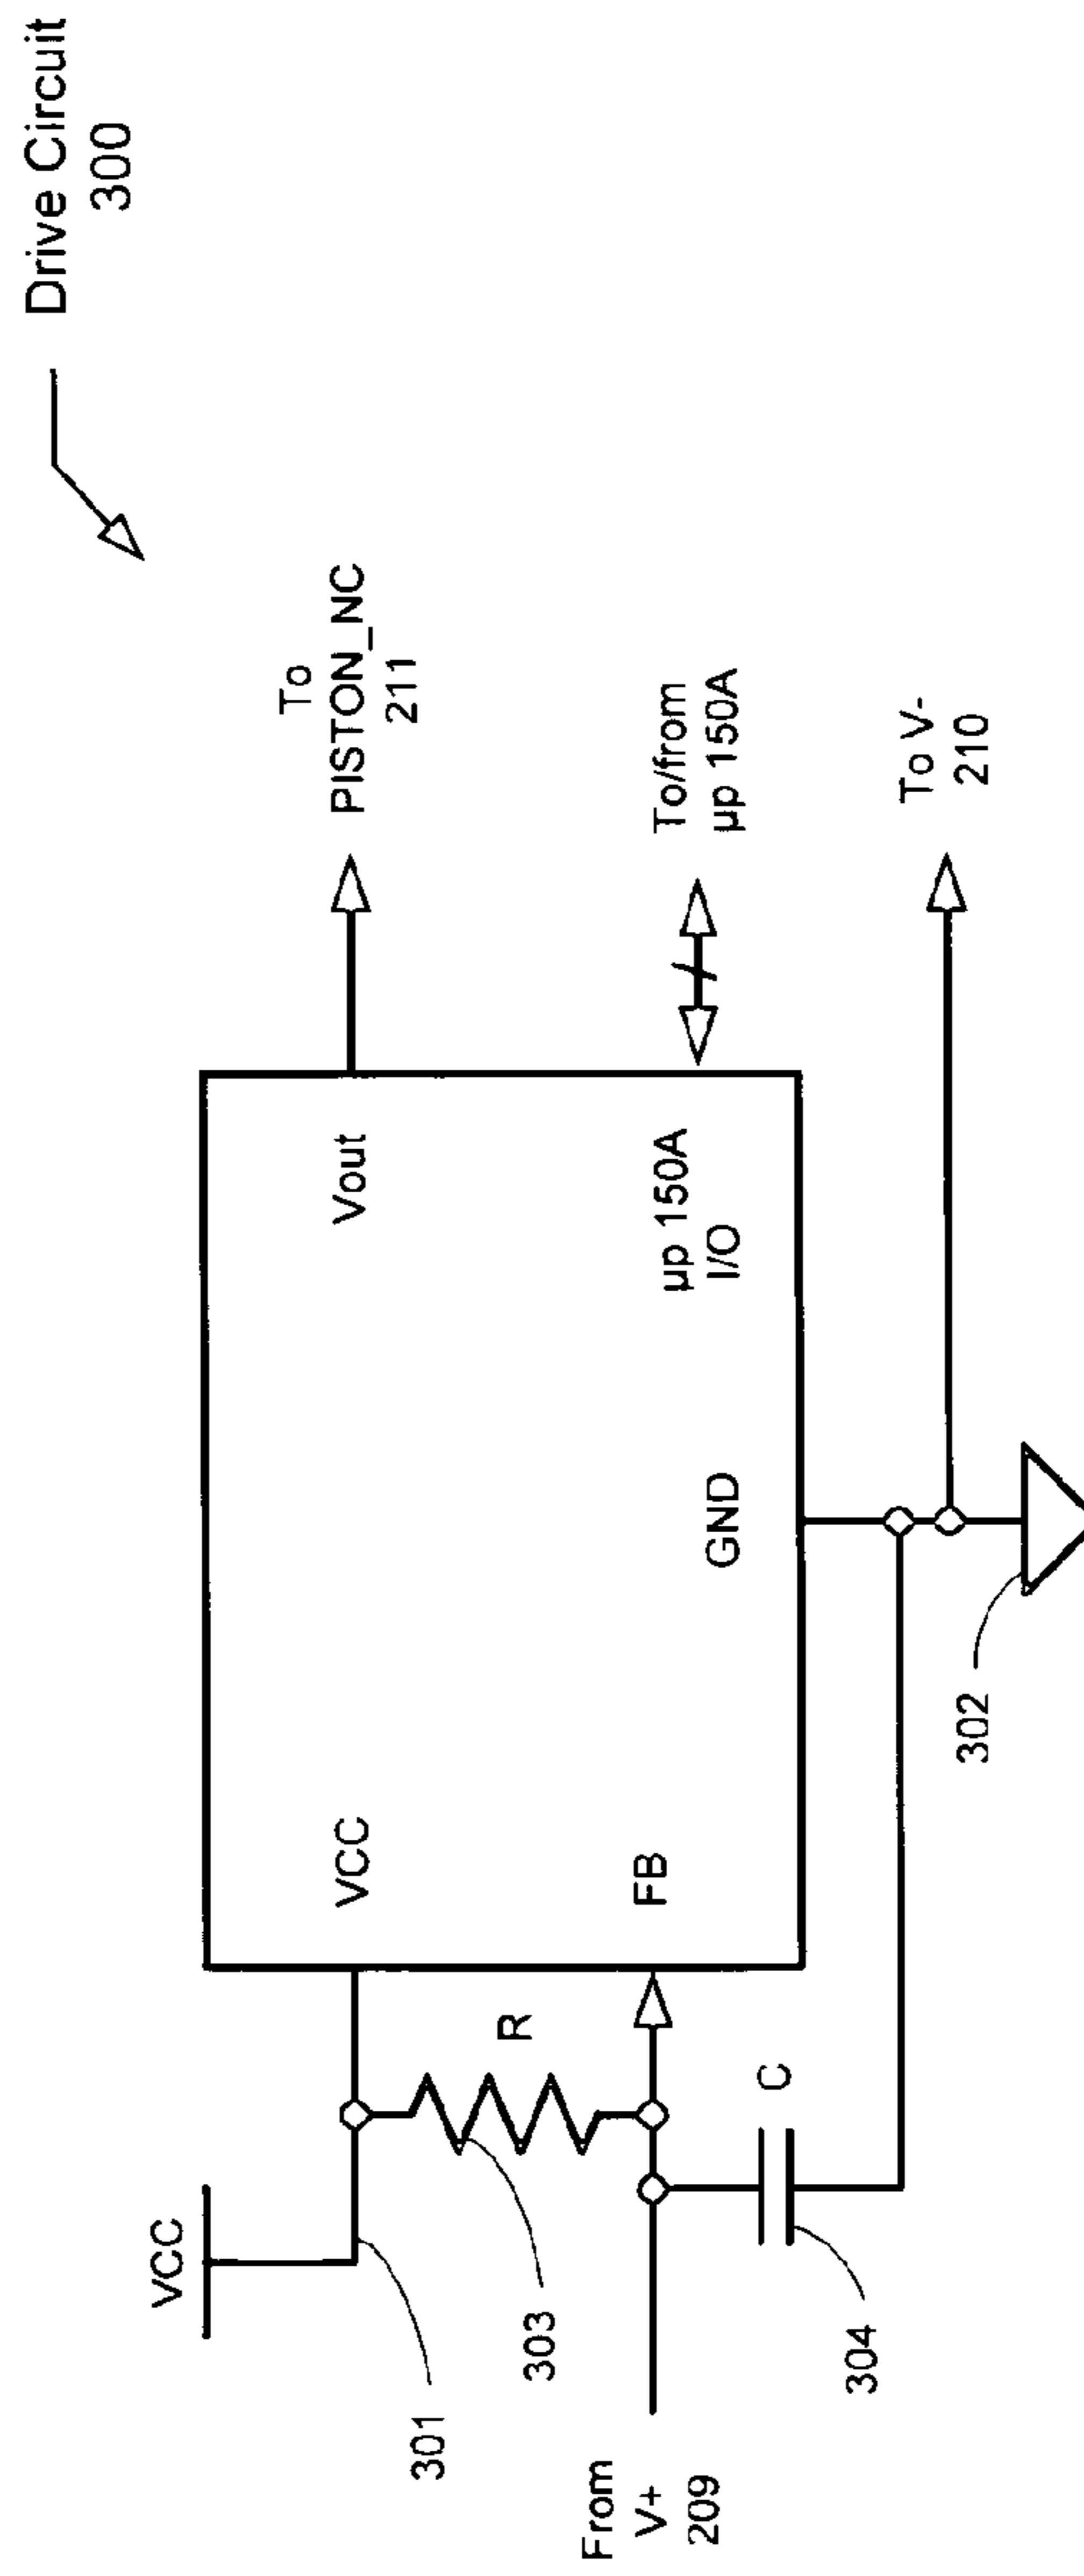 Drive Circuit
300
VCC
301
303
R
From
V+
209
304
C
VCC
FB
GND
Vout
µp 150A
I/O
To
PISTON_NC
211
To/from
µp 150A
To V-
210
302